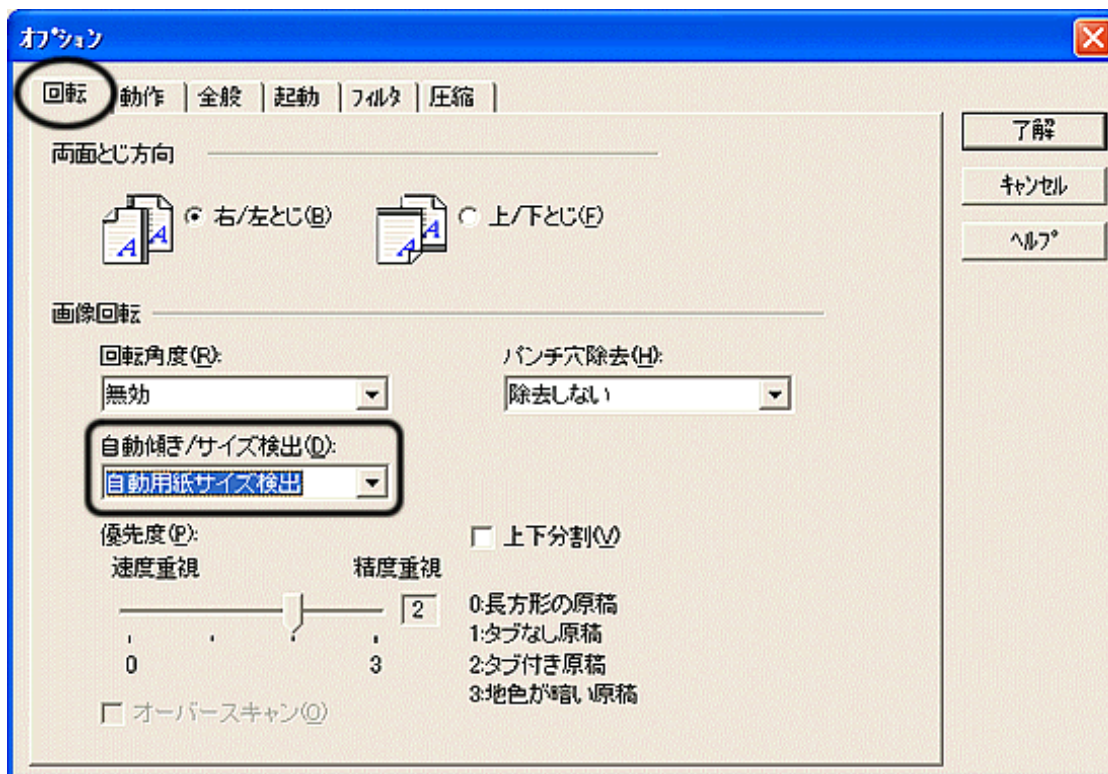 オプション
回転 動作 全般 起動 フィルタ 圧縮
了解
キャンセル
ヘルプ
両面とじ方向
A A 右/左とじ(B) A A 上/下とじ(F)
画像回転
回転角度(R): パンチ穴除去(H):
無効 除去しない
自動傾き/サイズ検出(D):
自動用紙サイズ検出
優先度(P): 上下分割(V)
速度重視 精度重視
2
0 3
0:長方形の原稿
1:タブなし原稿
2:タブ付き原稿
3:地色が暗い原稿
オーバースキャン(O)